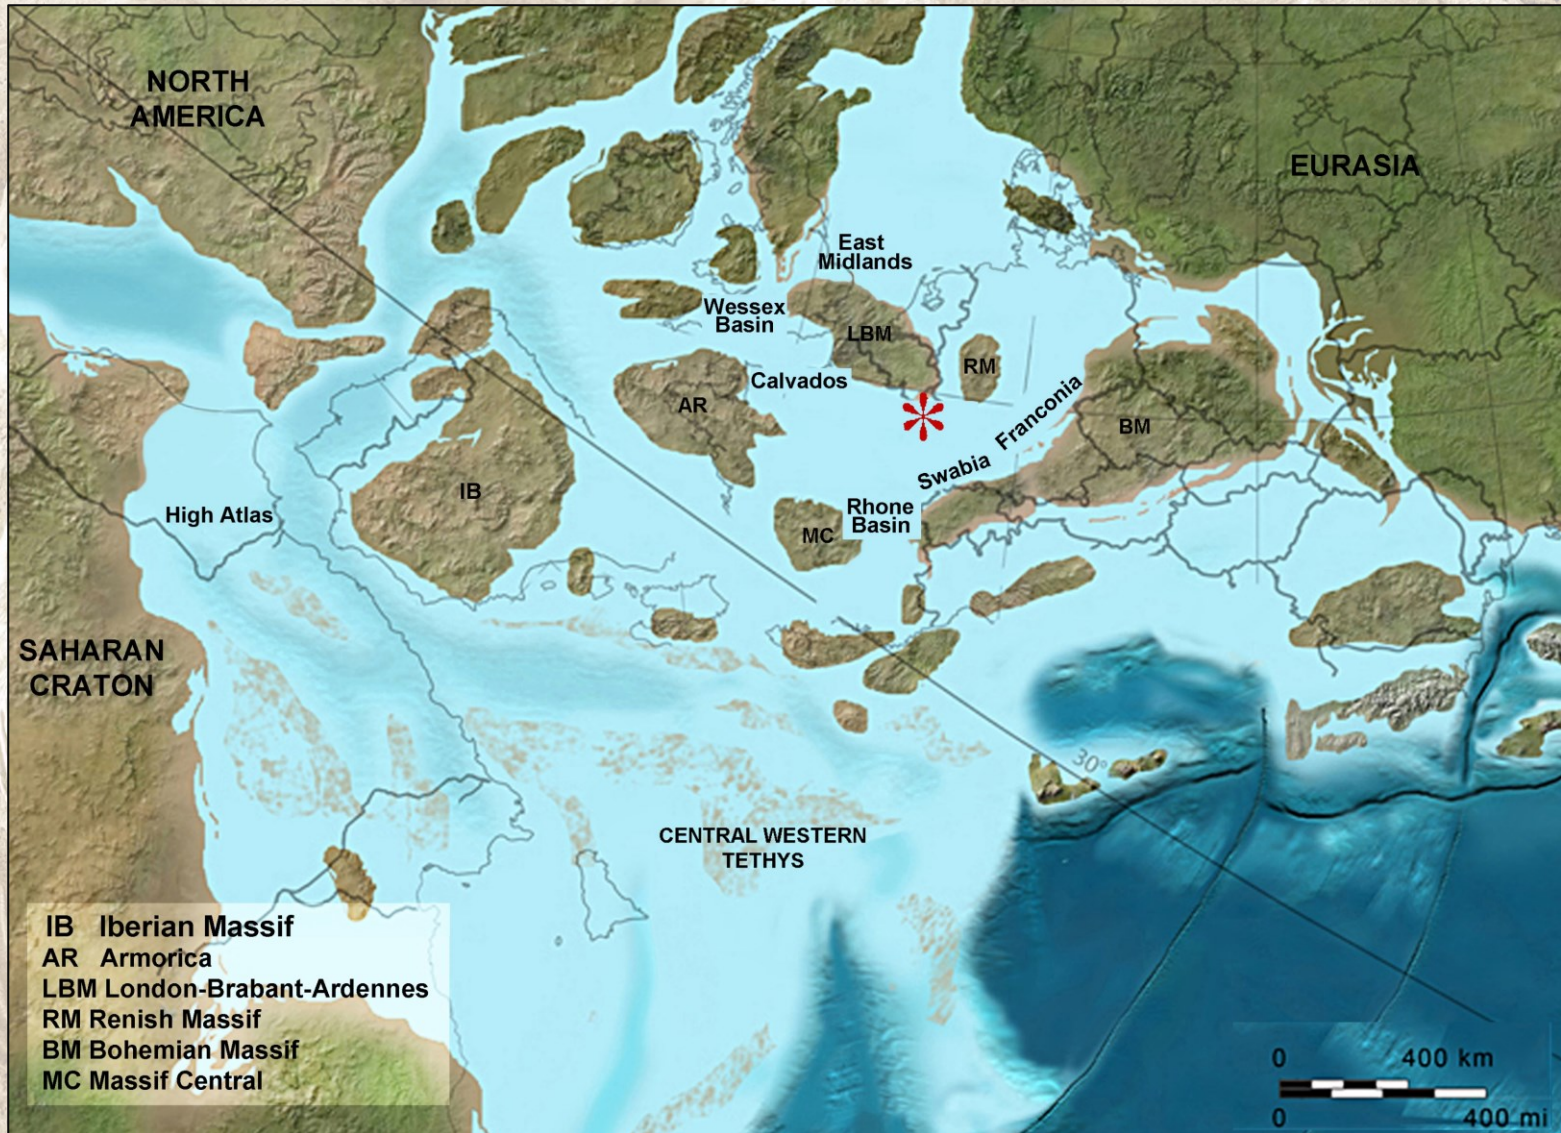 NORTH
AMERICA
EURASIA
East
Midlands
Wessex
Basin
LBM
RM
Calvados
AR
BM
Swabia Franconia
IB
High Atlas
Rhone
Basin
MC
SAHARAN
CRATON
30°
CENTRAL WESTERN
TETHYS
IB Iberian Massif
AR Armorica
LBM London-Brabant-Ardennes
RM Renish Massif
BM Bohemian Massif
MC Massif Central
0 400 km
0 400 mi